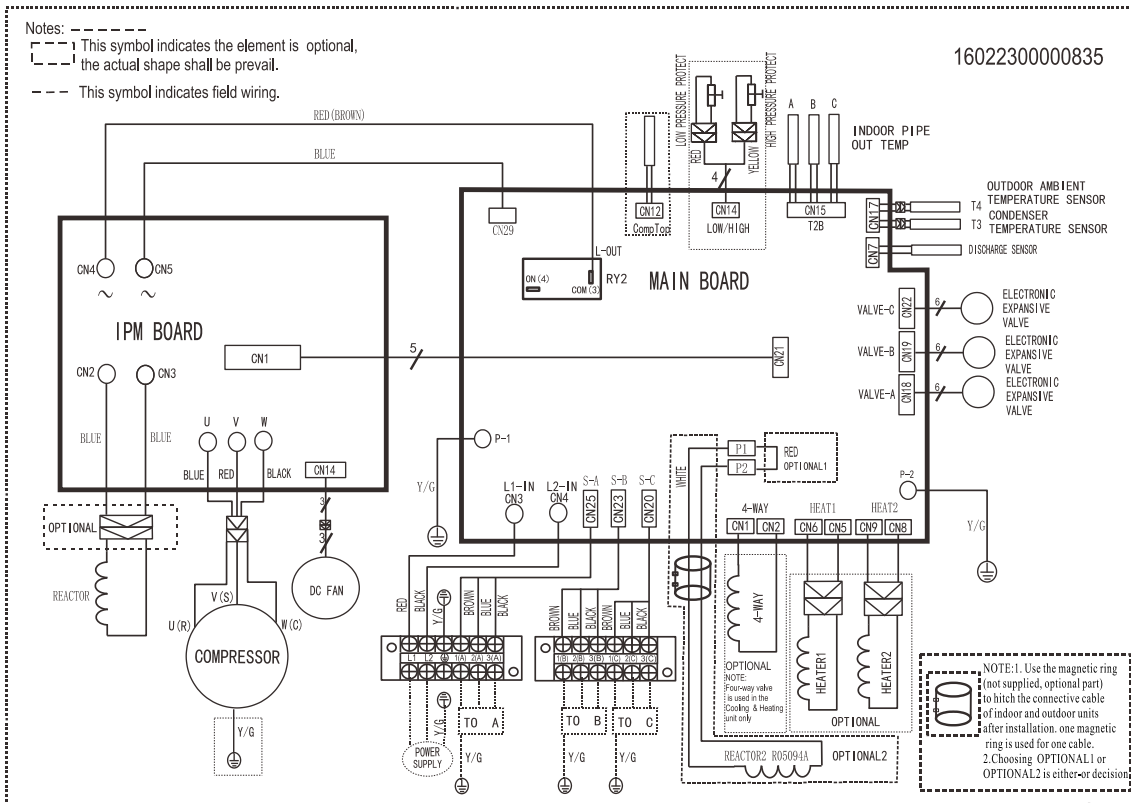 Notes:
This symbol indicates the element is optional,
the actual shape shall be prevail.
This symbol indicates field wiring.
16022300000835
RED(BROWN)
BLUE
LOW PRESSURE PROTECT
HIGH PRESSURE PROTECT
RED
YELLOW
4
A B C
INDOOR PIPE
OUT TEMP
CN12
CompTop
CN14
LOW/HIGH
CN15
T2B
CN17
T4
OUTDOOR AMBIENT
TEMPERATURE SENSOR
T3
CONDENSER
TEMPERATURE SENSOR
CN7
DISCHARGE SENSOR
CN29
L-OUT
ON(4)
COM(3)
RY2
MAIN BOARD
CN4
CN5
~
~
IPM BOARD
CN1
5
CN21
CN2
CN3
VALVE-C
CN22
6
ELECTRONIC
EXPANSIVE
VALVE
VALVE-B
CN19
6
ELECTRONIC
EXPANSIVE
VALVE
VALVE-A
CN18
6
ELECTRONIC
EXPANSIVE
VALVE
BLUE
BLUE
U V W
BLUE
RED
BLACK
CN14
3
3
DC FAN
OPTIONAL
REACTOR
V(S)
U(R)
W(C)
COMPRESSOR
Y/G
P-1
Y/G
L1-IN
CN3
L2-IN
CN4
S-A
CN25
S-B
CN23
S-C
CN20
WHITE
P1
P2
RED
OPTIONAL1
P-2
Y/G
4-WAY
CN1
CN2
HEAT1
CN6
CN5
HEAT2
CN9
CN8
RED
BLACK
Y/G
BROWN
BLUE
BLACK
L1
L2
1(A)
2(A)
3(A)
BROWN
BLUE
BLACK
BROWN
BLUE
BLACK
1(B)
2(B)
3(B)
1(C)
2(C)
3(C)
Y/G
POWER
SUPPLY
TO A
Y/G
TO B
Y/G
TO C
Y/G
4-WAY
OPTIONAL
NOTE:
Four-way valve
is used in the
Cooling & Heating
unit only
HEATER1
HEATER2
OPTIONAL
REACTOR2 R05094A
OPTIONAL2
NOTE:1. Use the magnetic ring
(not supplied, optional part)
to hitch the connective cable
of indoor and outdoor units
after installation. one magnetic
ring is used for one cable.
2.Choosing OPTIONAL1 or
OPTIONAL2 is either-or decision